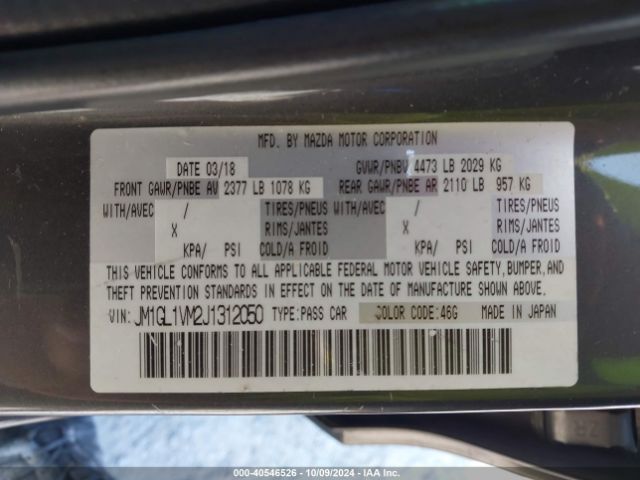 MFD. BY MAZDA MOTOR CORPORATION
DATE 03/18 GVWR/PNBV 4473 LB 2029 KG
FRONT GAWR/PNBE AV 2377 LB 1078 KG REAR GAWR/PNBE AR 2110 LB 957 KG
WITH/AVEC / TIRES/PNEUS WITH/AVEC / TIRES/PNEUS
X RIMS/JANTES X RIMS/JANTES
KPA/ PSI COLD/A FROID KPA/ PSI COLD/A FROID
THIS VEHICLE CONFORMS TO ALL APPLICABLE FEDERAL MOTOR VEHICLE SAFETY, BUMPER, AND
THEFT PREVENTION STANDARDS IN EFFECT ON THE DATE OF MANUFACTURE SHOWN ABOVE.
VIN: JM1GL1VM2J1312050 TYPE: PASS CAR COLOR CODE: 46G MADE IN JAPAN
ZR
000-40546526 | 10/09/2024 | IAA Inc.